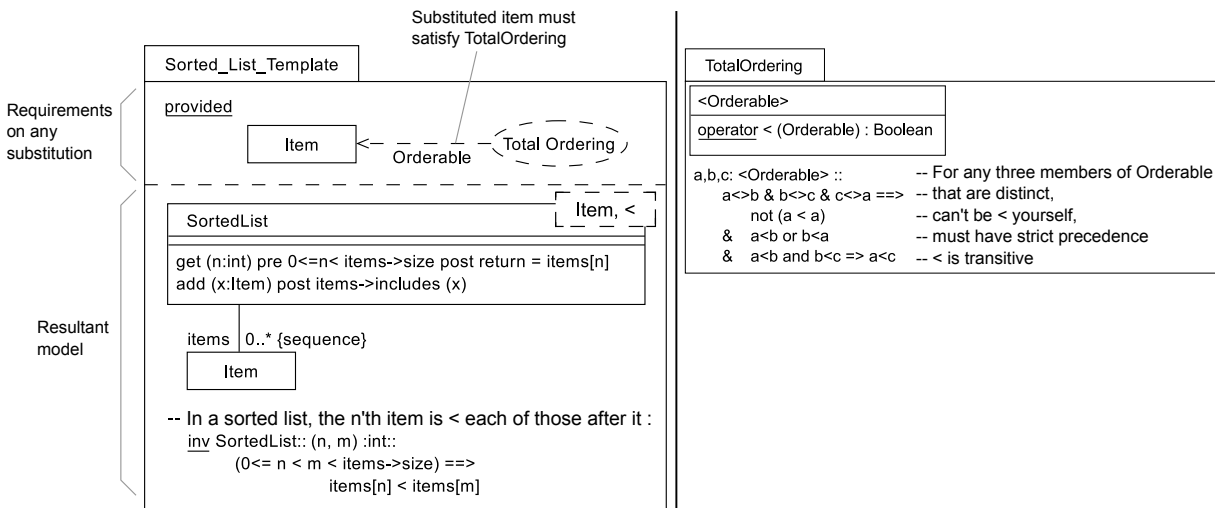 Substituted item must
satisfy TotalOrdering
Sorted_List_Template
Requirements
on any
substitution
provided
Item
Orderable
Total Ordering
Item, <
SortedList
get (n:int) pre 0<=n< items->size post return = items[n]
add (x:Item) post items->includes (x)
Resultant
model
items 0..* {sequence}
Item
-- In a sorted list, the n'th item is < each of those after it :
inv SortedList:: (n, m) :int::
(0<= n < m < items->size) ==>
items[n] < items[m]
TotalOrdering
<Orderable>
operator < (Orderable) : Boolean
a,b,c: <Orderable> :: -- For any three members of Orderable
a<>b & b<>c & c<>a ==> -- that are distinct,
not (a < a) -- can't be < yourself,
& a<b or b<a -- must have strict precedence
& a<b and b<c => a<c -- < is transitive